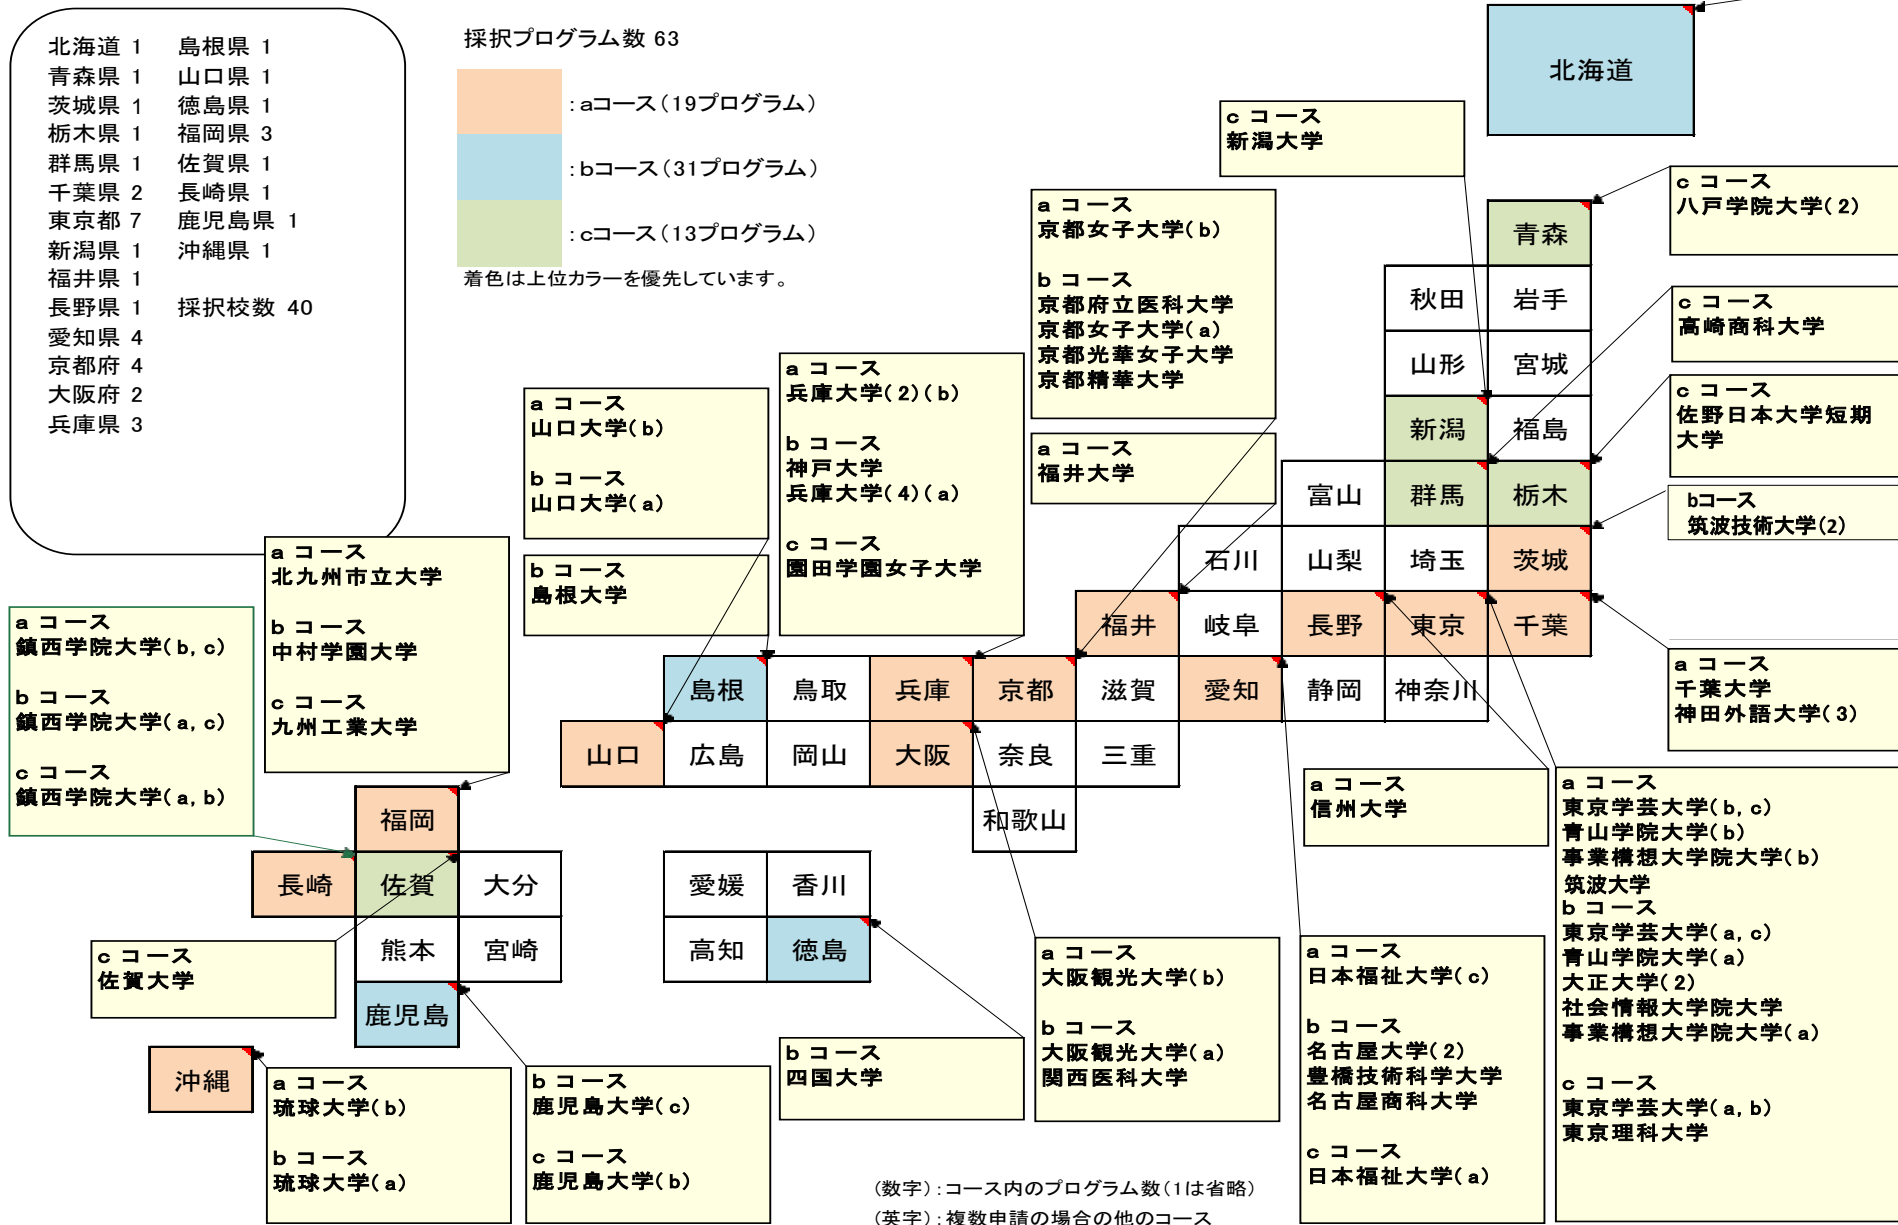 北海道 1　島根県 1
青森県 1　山口県 1
茨城県 1　徳島県 1
栃木県 1　福岡県 3
群馬県 1　佐賀県 1
千葉県 2　長崎県 1
東京都 7　鹿児島県 1
新潟県 1　沖縄県 1
福井県 1
長野県 1　採択校数 40
愛知県 4
京都府 4
大阪府 2
兵庫県 3
採択プログラム数 63
:aコース(19プログラム)
:bコース(31プログラム)
:cコース(13プログラム)
着色は上位カラーを優先しています。
北海道
c コース
新潟大学
c コース
八戸学院大学(2)
a コース
京都女子大学(b)
b コース
京都府立医科大学
京都女子大学(a)
京都光華女子大学
京都精華大学
青森
秋田
岩手
c コース
高崎商科大学
山形
宮城
a コース
兵庫大学(2)(b)
b コース
神戸大学
兵庫大学(4)(a)
c コース
園田学園女子大学
a コース
山口大学(b)
b コース
山口大学(a)
c コース
佐野日本大学短期
大学
新潟
福島
a コース
福井大学
富山
群馬
栃木
bコース
筑波技術大学(2)
a コース
北九州市立大学
b コース
中村学園大学
c コース
九州工業大学
b コース
島根大学
石川
山梨
埼玉
茨城
a コース
鎮西学院大学(b,c)
b コース
鎮西学院大学(a,c)
c コース
鎮西学院大学(a,b)
福井
岐阜
長野
東京
千葉
a コース
千葉大学
神田外語大学(3)
島根
鳥取
兵庫
京都
滋賀
愛知
静岡
神奈川
山口
広島
岡山
大阪
奈良
三重
a コース
信州大学
a コース
東京学芸大学(b,c)
青山学院大学(b)
事業構想大学院大学(b)
筑波大学
b コース
東京学芸大学(a,c)
青山学院大学(a)
大正大学(2)
社会情報大学院大学
事業構想大学院大学(a)
c コース
東京学芸大学(a,b)
東京理科大学
福岡
和歌山
長崎
佐賀
大分
愛媛
香川
熊本
宮崎
高知
徳島
c コース
佐賀大学
a コース
大阪観光大学(b)
b コース
大阪観光大学(a)
関西医科大学
a コース
日本福祉大学(c)
b コース
名古屋大学(2)
豊橋技術科学大学
名古屋商科大学
c コース
日本福祉大学(a)
鹿児島
b コース
四国大学
沖縄
a コース
琉球大学(b)
b コース
琉球大学(a)
b コース
鹿児島大学(c)
c コース
鹿児島大学(b)
(数字):コース内のプログラム数(1は省略)
(英字):複数申請の場合の他のコース